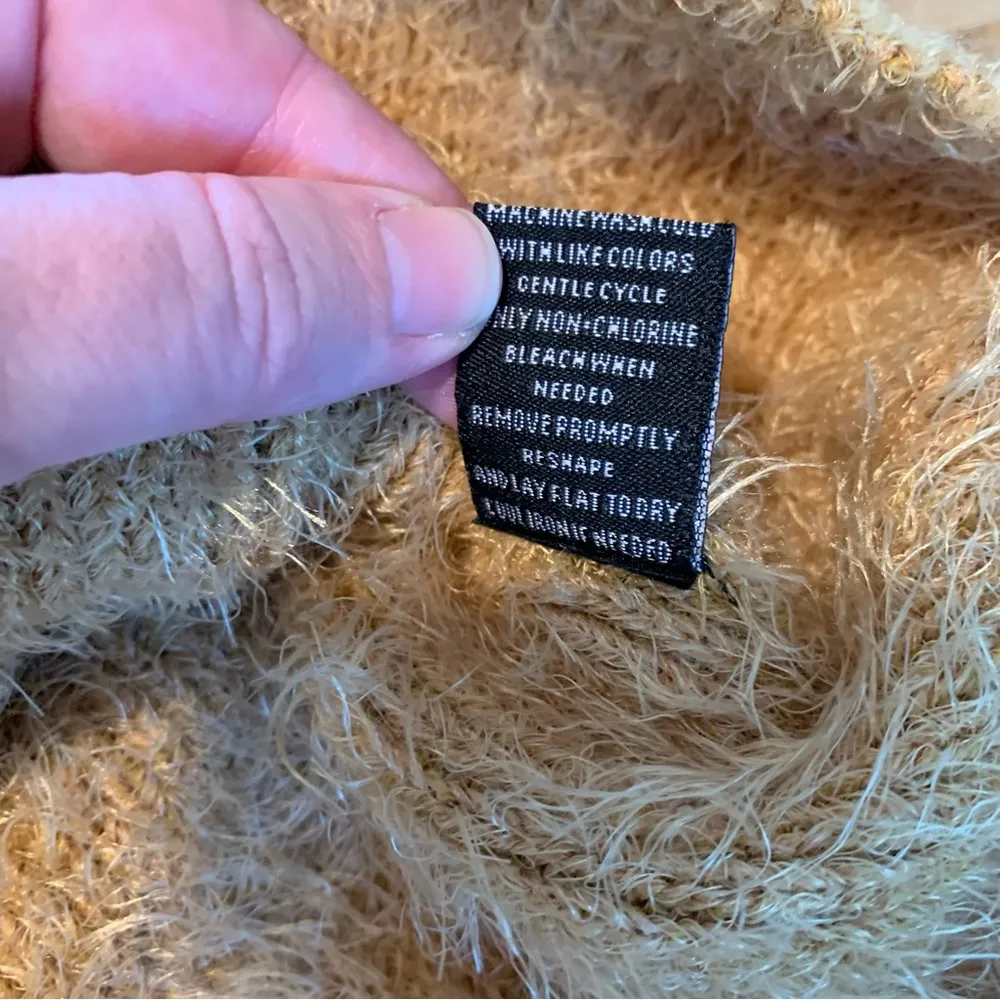 MACHINE WASH COLD
WITH LIKE COLORS
GENTLE CYCLE
NLY NON-CHLORINE
BLEACH WHEN
NEEDED
REMOVE PROMPTLY
RESHAPE
AND LAY FLAT TO DRY
COOL IRON IF NEEDED